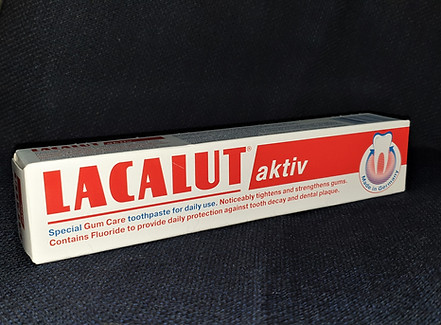 LACALUT® aktiv
Special Gum Care toothpaste for daily use. Noticeably tightens and strengthens gums.
Contains Fluoride to provide daily protection against tooth decay and dental plaque.
Made in Germany